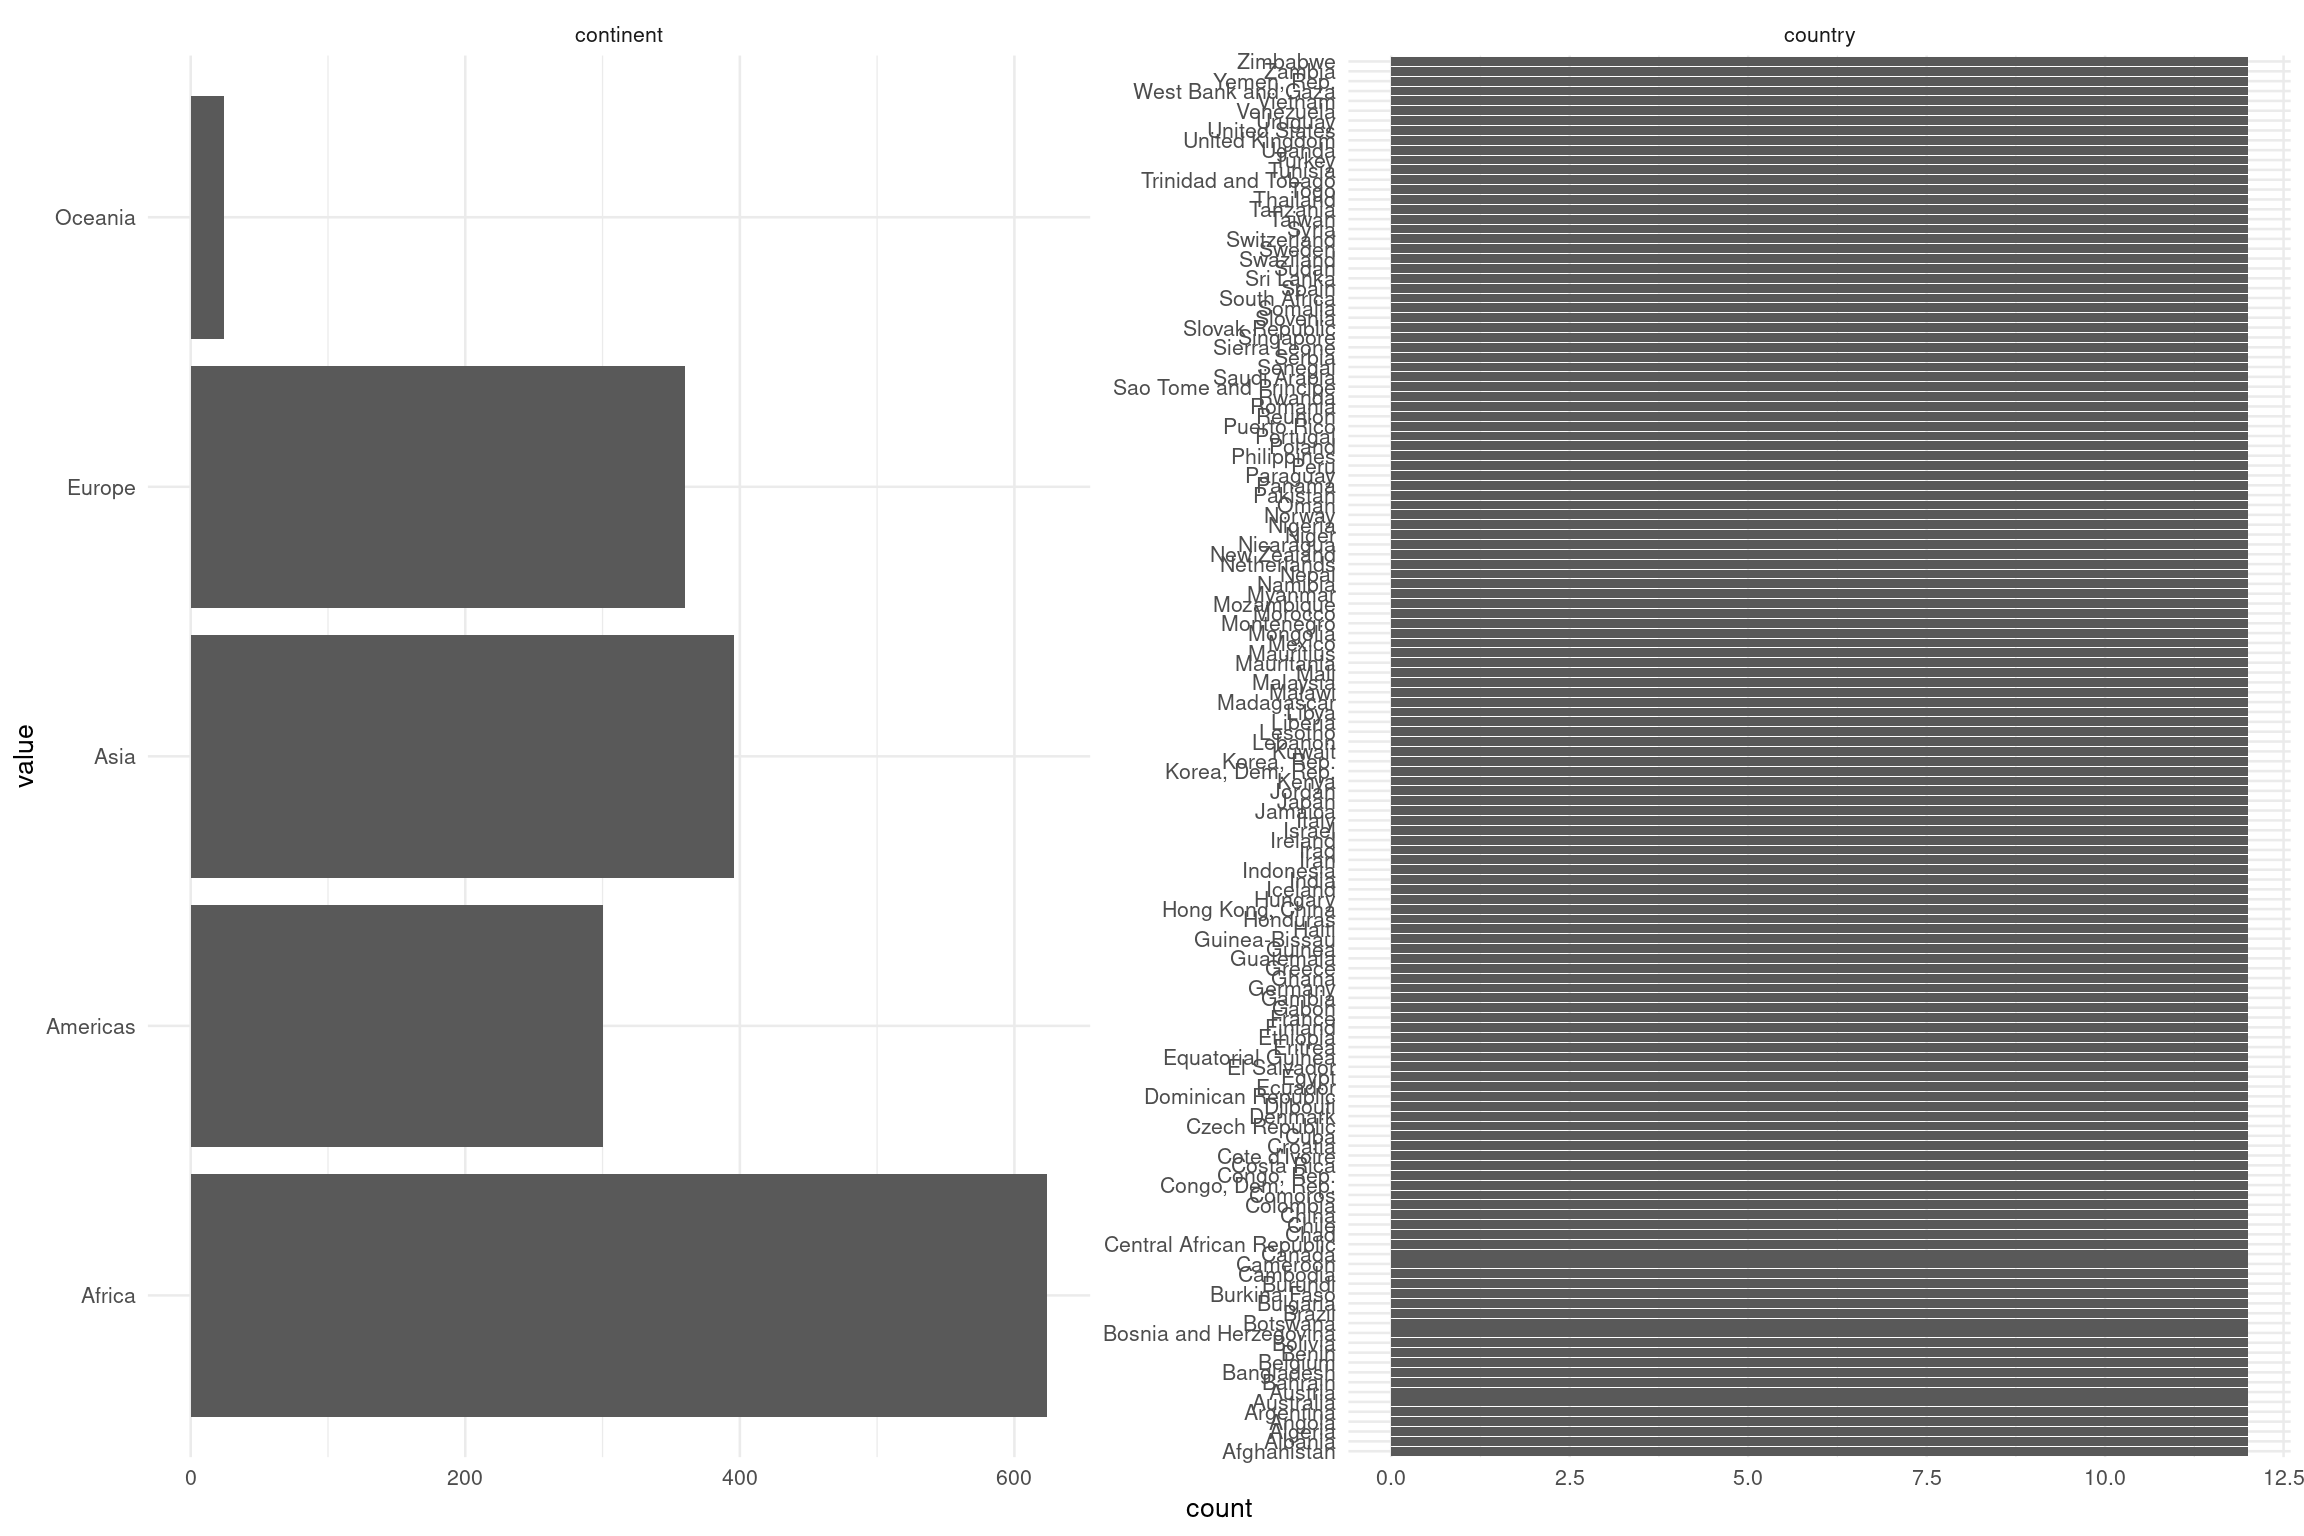 continent
country
value
Oceania
Europe
Asia
Americas
Africa
0
200
400
600
Zimbabwe
Zambia
Yemen, Rep.
West Bank and Gaza
Vietnam
Venezuela
Uruguay
United States
United Kingdom
Uganda
Turkey
Tunisia
Trinidad and Tobago
Togo
Thailand
Tanzania
Taiwan
Syria
Switzerland
Sweden
Swaziland
Sudan
Sri Lanka
Spain
South Africa
Somalia
Slovenia
Slovak Republic
Singapore
Sierra Leone
Serbia
Senegal
Saudi Arabia
Sao Tome and Principe
Rwanda
Romania
Reunion
Puerto Rico
Portugal
Poland
Philippines
Peru
Paraguay
Panama
Pakistan
Oman
Norway
Nigeria
Niger
Nicaragua
New Zealand
Netherlands
Nepal
Namibia
Myanmar
Mozambique
Morocco
Montenegro
Mongolia
Mexico
Mauritius
Mauritania
Mali
Malaysia
Malawi
Madagascar
Libya
Liberia
Lesotho
Lebanon
Kuwait
Korea, Rep.
Korea, Dem. Rep.
Kenya
Jordan
Japan
Jamaica
Italy
Israel
Ireland
Iraq
Iran
Indonesia
India
Iceland
Hungary
Hong Kong, China
Honduras
Haiti
Guinea-Bissau
Guinea
Guatemala
Greece
Ghana
Germany
Gambia
Gabon
France
Finland
Ethiopia
Eritrea
Equatorial Guinea
El Salvador
Egypt
Ecuador
Dominican Republic
Djibouti
Denmark
Czech Republic
Cuba
Croatia
Cote d'Ivoire
Costa Rica
Congo, Rep.
Congo, Dem. Rep.
Comoros
Colombia
China
Chile
Chad
Central African Republic
Canada
Cameroon
Cambodia
Burundi
Burkina Faso
Bulgaria
Brazil
Botswana
Bosnia and Herzegovina
Bolivia
Benin
Belgium
Bangladesh
Bahrain
Austria
Australia
Argentina
Angola
Algeria
Albania
Afghanistan
0.0
2.5
5.0
7.5
10.0
12.5
count